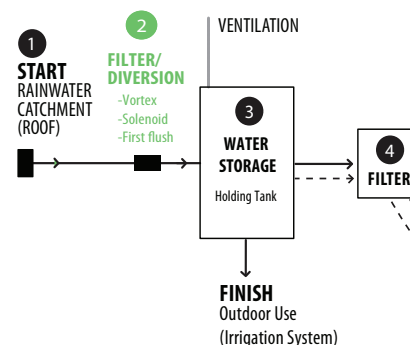 1
START
RAINWATER
CATCHMENT
(ROOF)
2
FILTER/
DIVERSION
-Vortex
-Solenoid
-First flush
VENTILATION
3
WATER
STORAGE
Holding Tank
4
FILTER
FINISH
Outdoor Use
(Irrigation System)